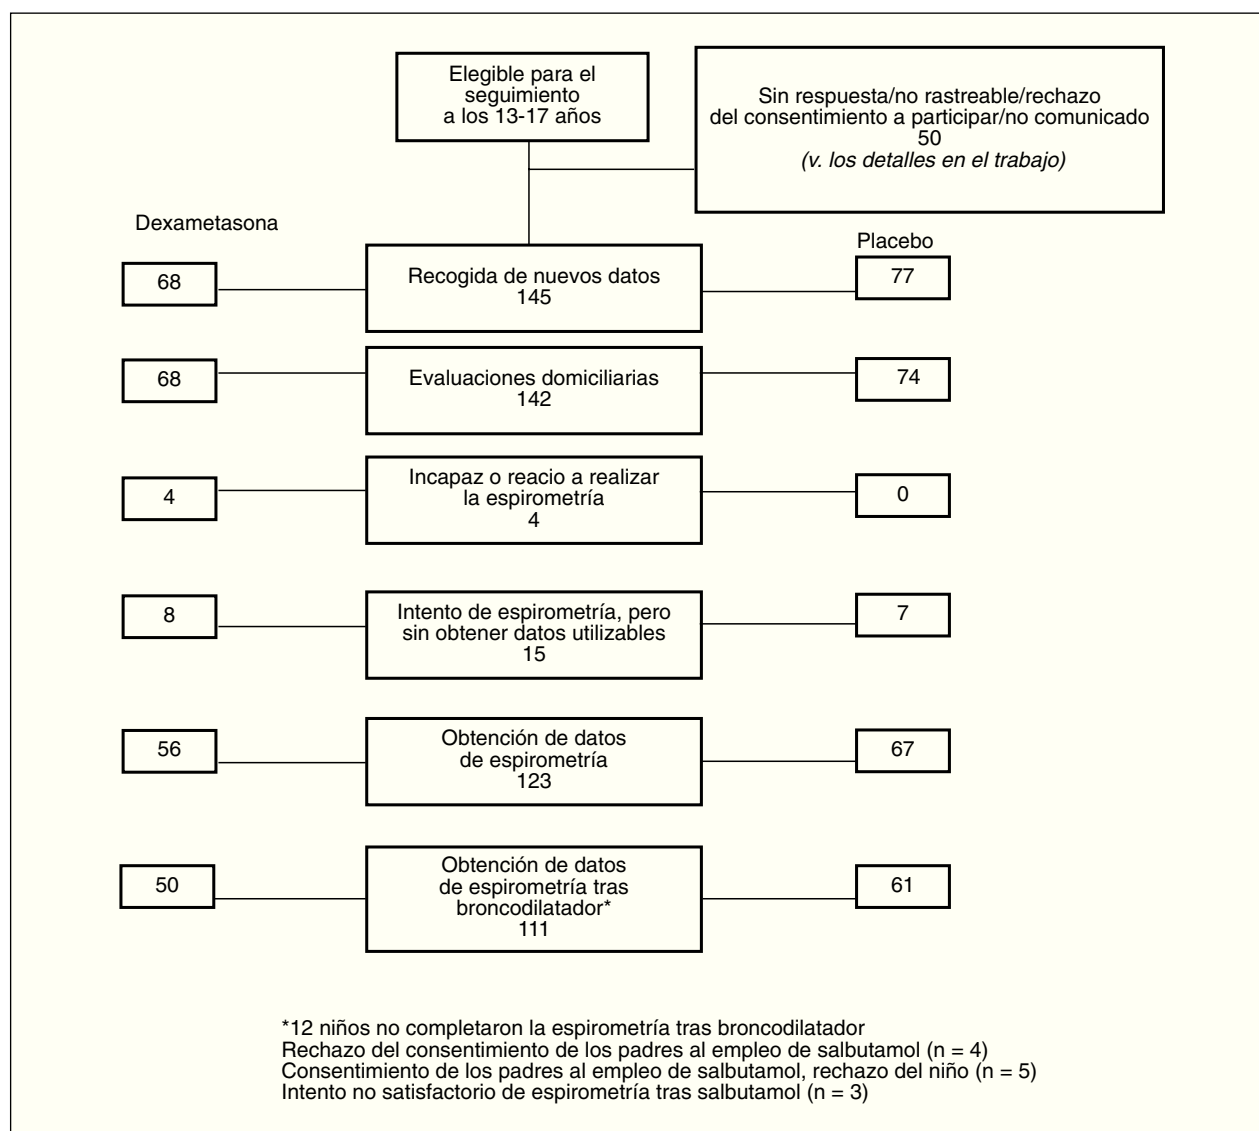 Elegible para el
seguimiento
a los 13-17 años
Sin respuesta/no rastreable/rechazo
del consentimiento a participar/no comunicado
50
(v. los detalles en el trabajo)
Dexametasona
Placebo
68
Recogida de nuevos datos
145
77
68
Evaluaciones domiciliarias
142
74
4
Incapaz o reacio a realizar
la espirometría
4
0
8
Intento de espirometría, pero
sin obtener datos utilizables
15
7
56
Obtención de datos
de espirometría
123
67
50
Obtención de datos
de espirometría tras
broncodilatador*
111
61
*12 niños no completaron la espirometría tras broncodilatador
Rechazo del consentimiento de los padres al empleo de salbutamol (n = 4)
Consentimiento de los padres al empleo de salbutamol, rechazo del niño (n = 5)
Intento no satisfactorio de espirometría tras salbutamol (n = 3)